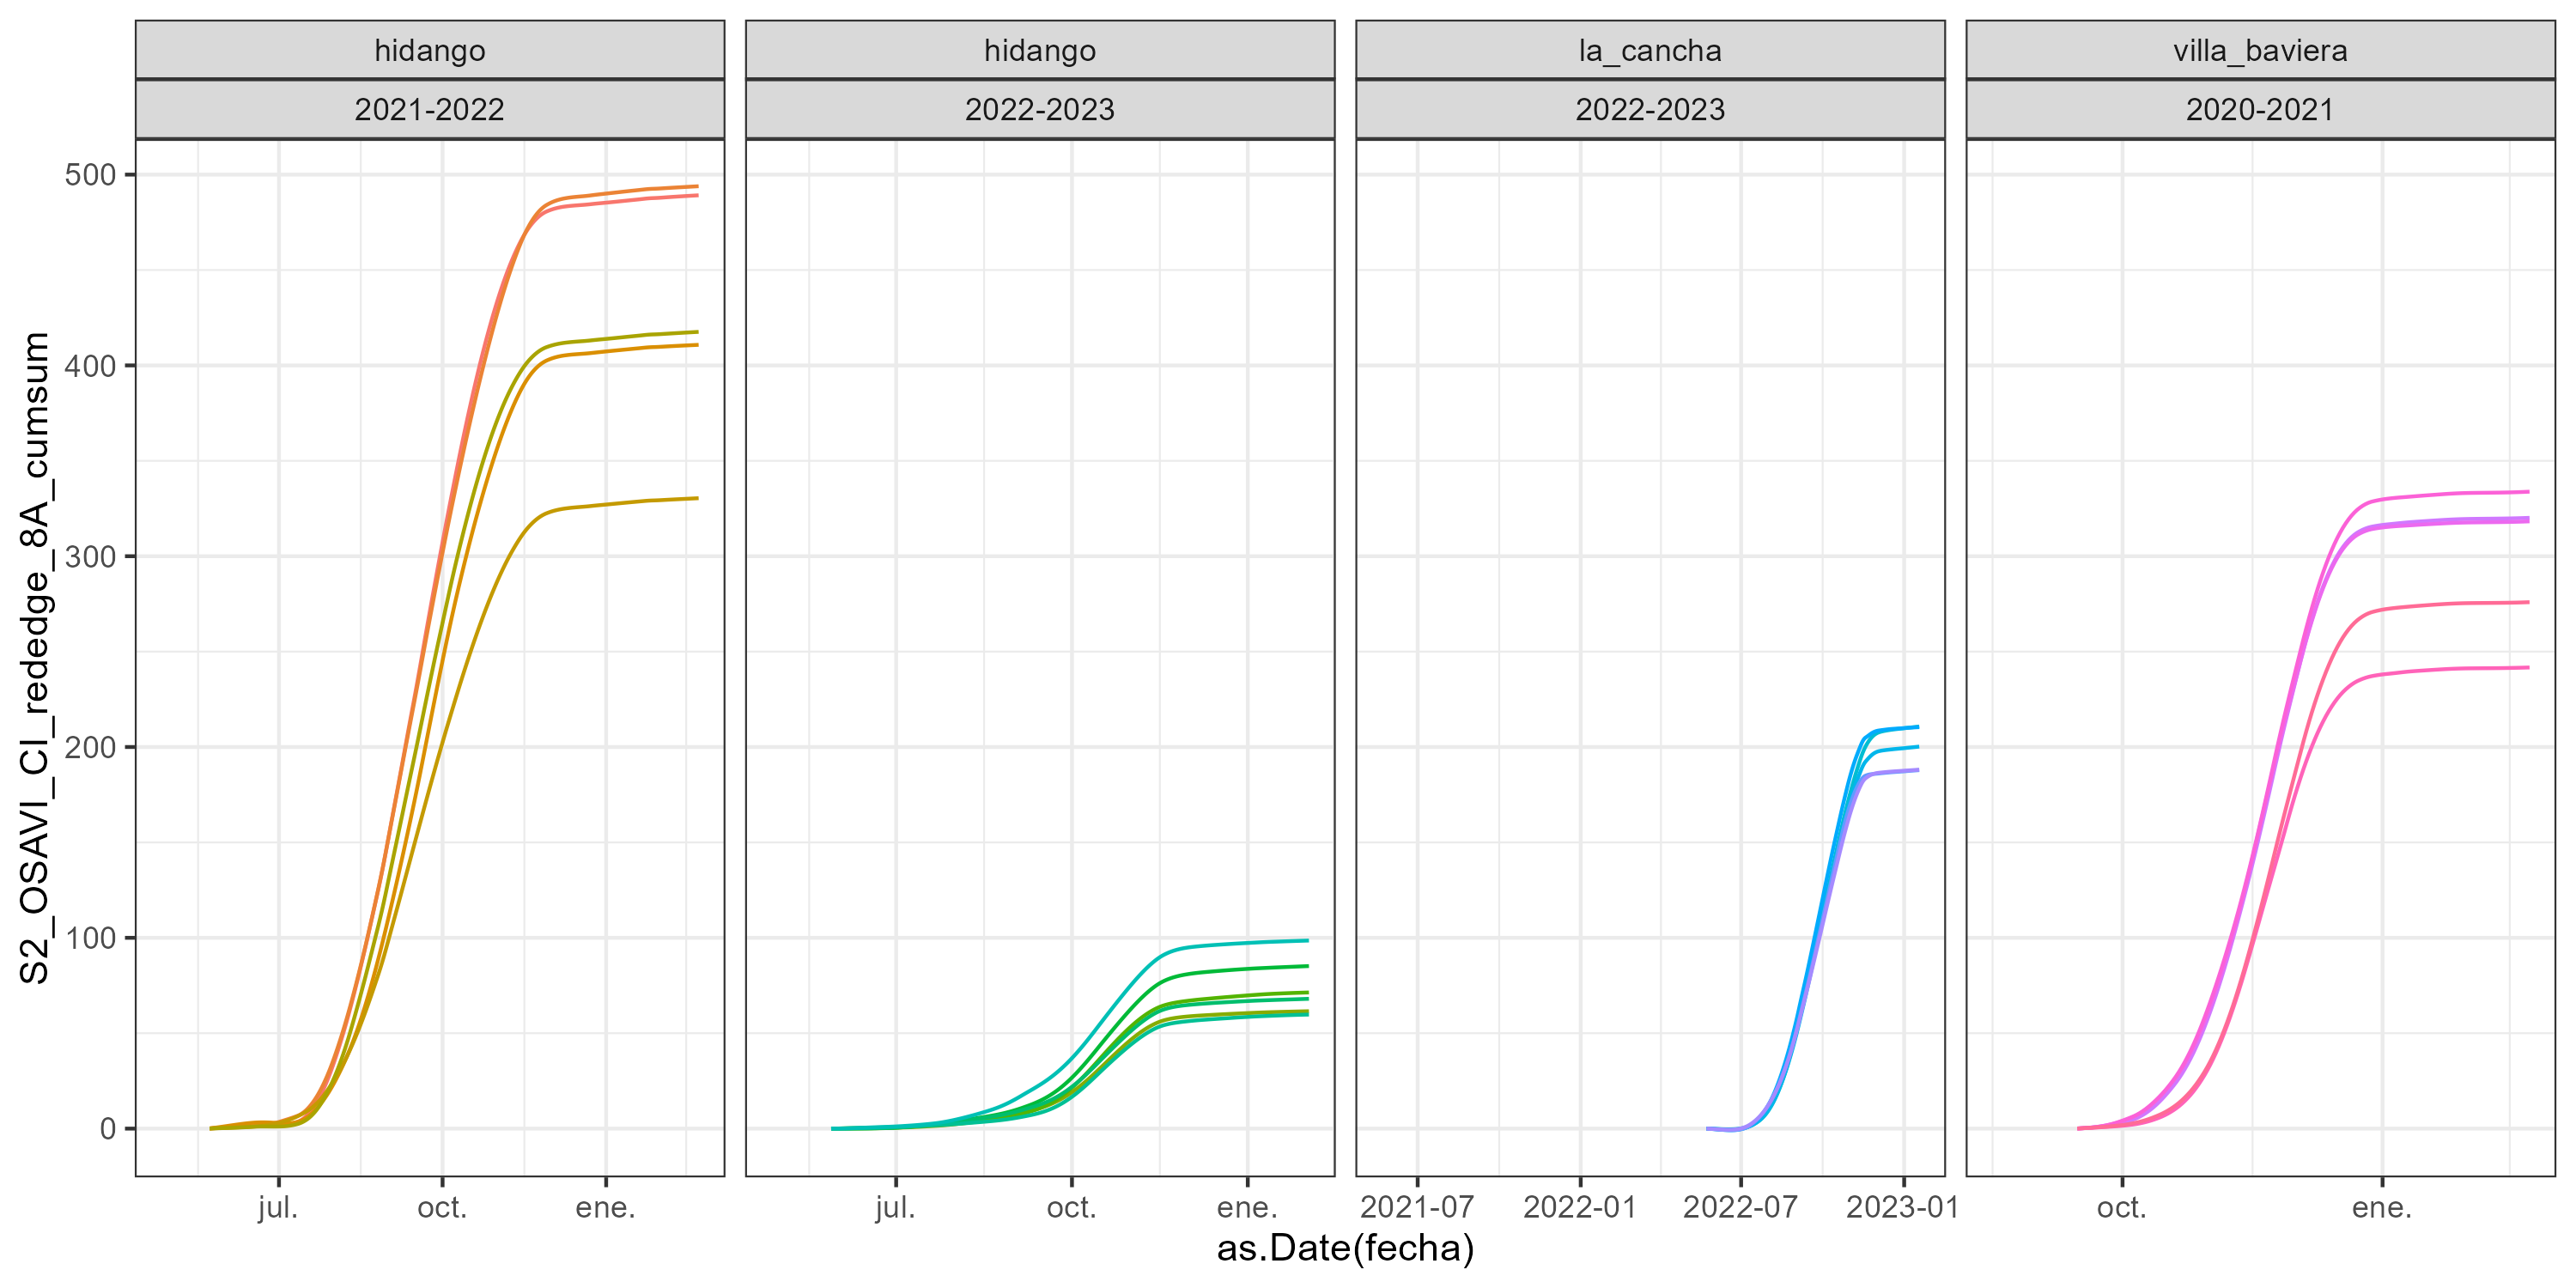 hidango
hidango
la_cancha
villa_baviera
2021-2022
2022-2023
2022-2023
2020-2021
S2_OSAVI_CI_rededge_8A_cumsum
500
400
300
200
100
0
jul.
oct.
ene.
jul.
oct.
ene.
2021-07
2022-01
2022-07
2023-01
oct.
ene.
as.Date(fecha)